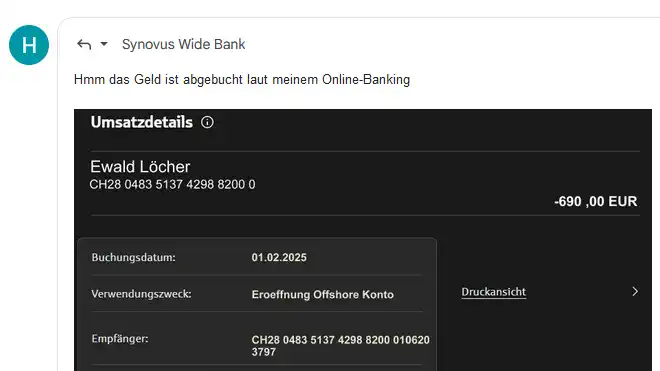 H
Synovus Wide Bank
Hmm das Geld ist abgebucht laut meinem Online-Banking
Umsatzdetails
Ewald Löcher
CH28 0483 5137 4298 8200 0
-690 ,00 EUR
Buchungsdatum: 01.02.2025
Verwendungszweck: Eroeffnung Offshore Konto
Druckansicht
Empfänger: CH28 0483 5137 4298 8200 010620
3797